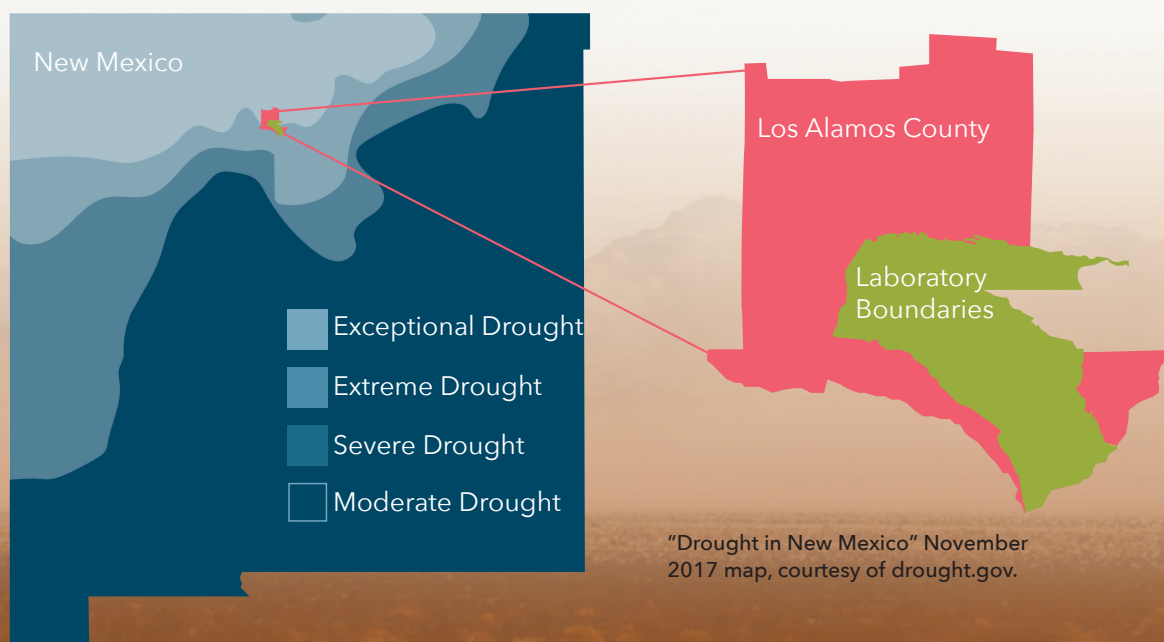 New Mexico
Los Alamos County
Laboratory
Boundaries
Exceptional Drought
Extreme Drought
Severe Drought
Moderate Drought
"Drought in New Mexico" November
2017 map, courtesy of drought.gov.